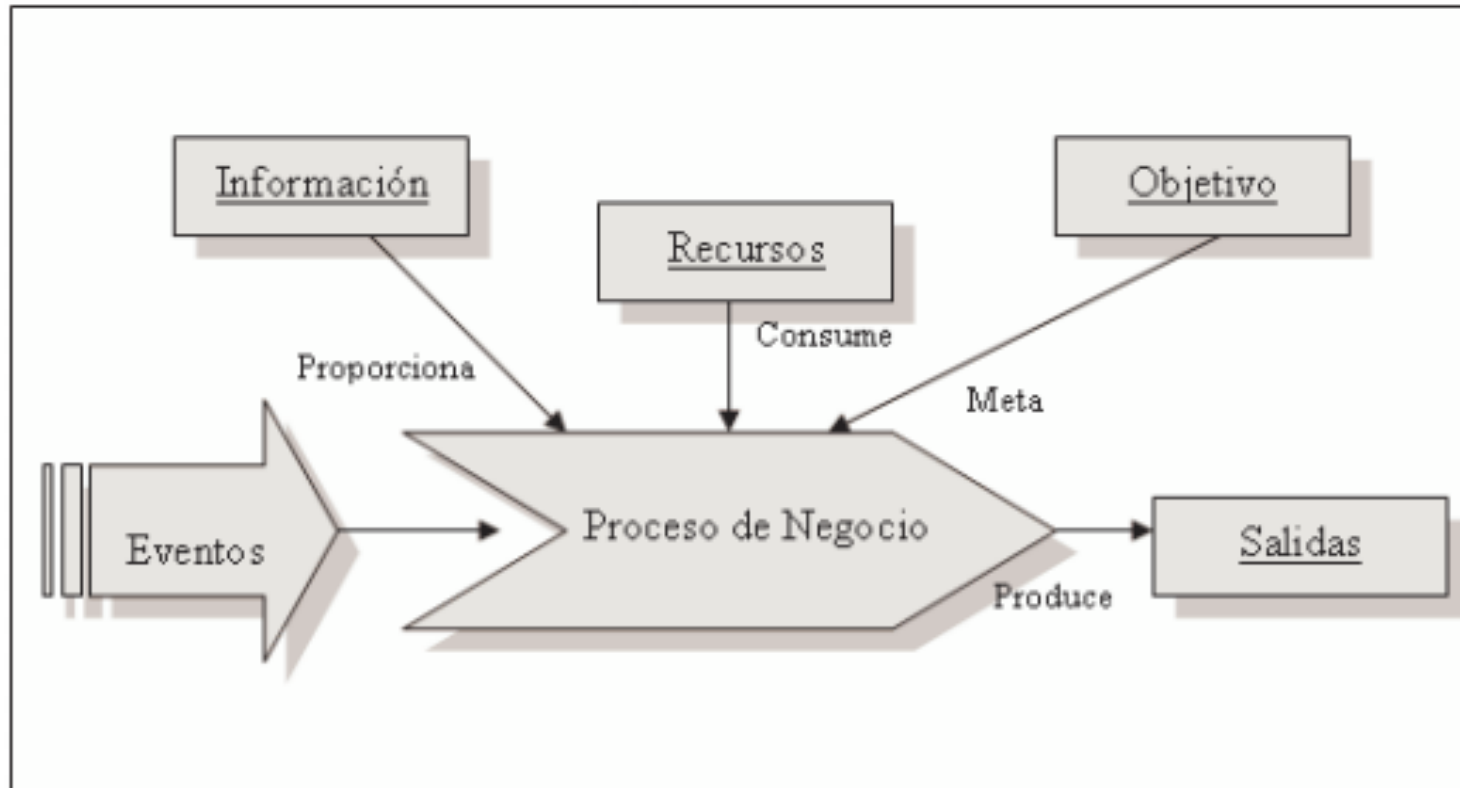 Información
Objetivo
Recursos
Consume
Proporciona
Meta
Eventos
Proceso de Negocio
Salidas
Produce